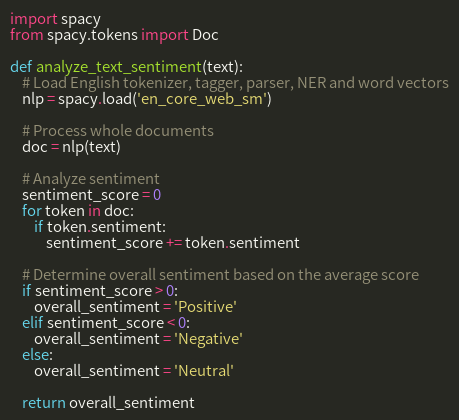 import spacy
from spacy.tokens import Doc

def analyze_text_sentiment(text):
    # Load English tokenizer, tagger, parser, NER and word vectors
    nlp = spacy.load('en_core_web_sm')

    # Process whole documents
    doc = nlp(text)

    # Analyze sentiment
    sentiment_score = 0
    for token in doc:
        if token.sentiment:
            sentiment_score += token.sentiment

    # Determine overall sentiment based on the average score
    if sentiment_score > 0:
        overall_sentiment = 'Positive'
    elif sentiment_score < 0:
        overall_sentiment = 'Negative'
    else:
        overall_sentiment = 'Neutral'

    return overall_sentiment